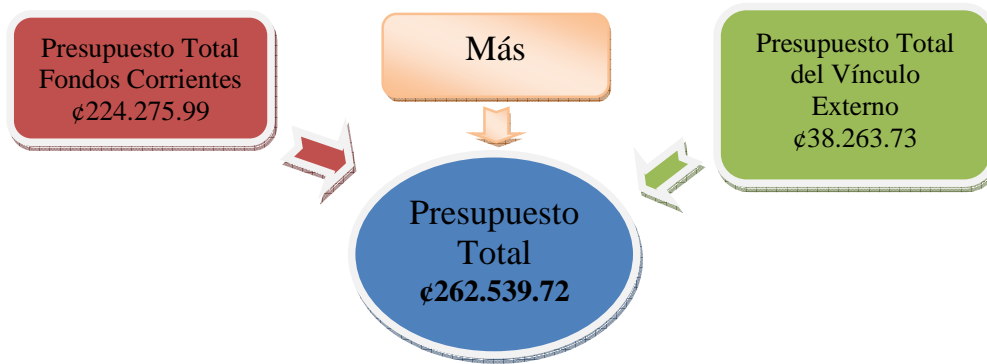 Presupuesto Total
Fondos Corrientes
¢224.275.99
Más
Presupuesto Total
del Vínculo
Externo
¢38.263.73
Presupuesto
Total
¢262.539.72